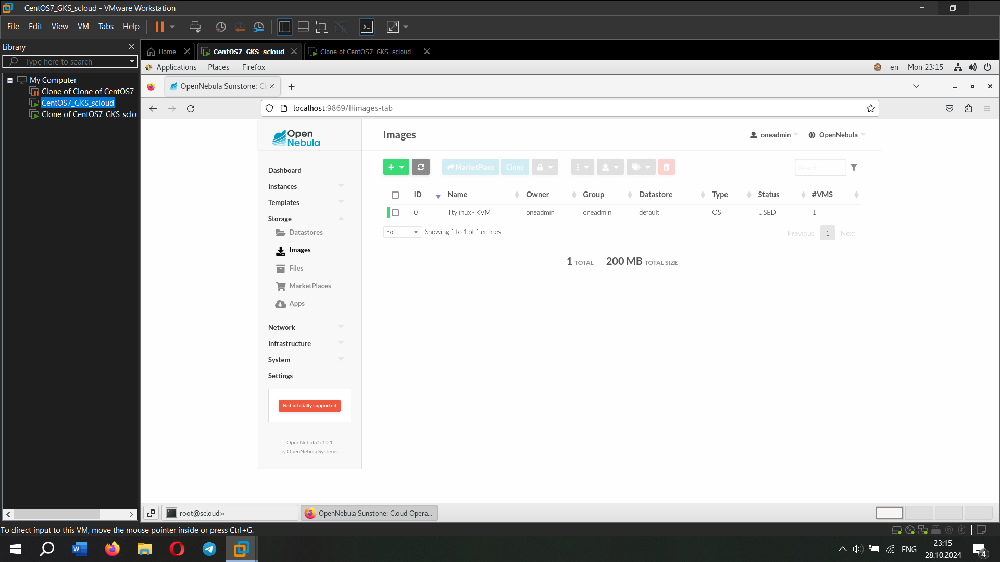 CentOS7_GKS_scloud - VMware Workstation
File Edit View VM Tabs Help
Library
Type here to search
My Computer
Clone of Clone of CentOS7_
CentOS7_GKS_scloud
Clone of CentOS7_GKS_sclo
Home
CentOS7_GKS_scloud
Clone of CentOS7_GKS_scloud
Applications Places Firefox
en Mon 23:15
OpenNebula Sunstone: Cl
localhost:9869/#images-tab
Open
Nebula
Images
oneadmin
OpenNebula
Dashboard
Instances
Templates
Storage
Datastores
Images
Files
MarketPlaces
Apps
Network
Infrastructure
System
Settings
Not officially supported
OpenNebula 5.10.1
by OpenNebula Systems.
MarketPlace Clone
Search
ID Name Owner Group Datastore Type Status #VMS
0 Ttylinux - KVM oneadmin oneadmin default OS USED 1
10 Showing 1 to 1 of 1 entries
Previous 1 Next
1 TOTAL 200 MB TOTAL SIZE
root@scloud:~
OpenNebula Sunstone: Cloud Opera...
To direct input to this VM, move the mouse pointer inside or press Ctrl+G.
ENG
23:15
28.10.2024
4